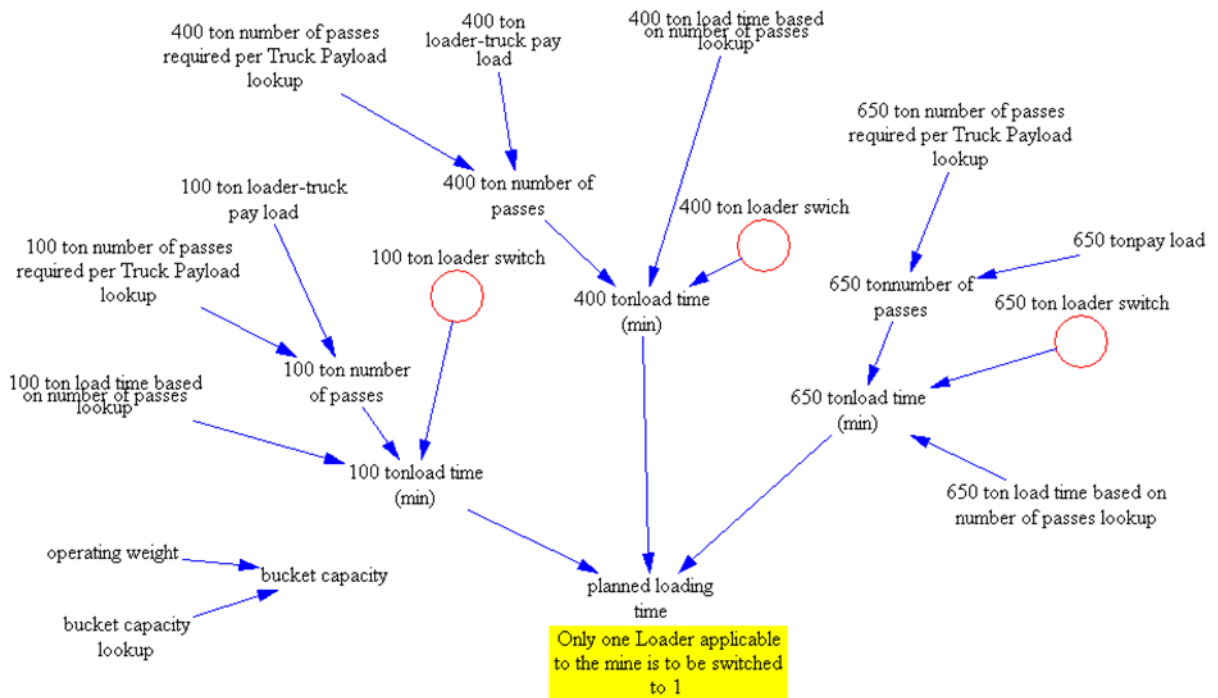 400 ton number of passes
required per Truck Payload
lookup
400 ton
loader-truck pay
load
400 ton load time based
on number of passes
lookup
650 ton number of passes
required per Truck Payload
lookup
100 ton loader-truck
pay load
400 ton number of
passes
400 ton loader swich
100 ton number of passes
required per Truck Payload
lookup
100 ton loader switch
650 tonpay load
400 tonload time
(min)
650 tonnumber of
passes
650 ton loader switch
100 ton load time based
on number of passes
lookup
100 ton number
of passes
650 tonload time
(min)
100 tonload time
(min)
650 ton load time based on
number of passes lookup
operating weight
bucket capacity
bucket capacity
lookup
planned loading
time
Only one Loader applicable
to the mine is to be switched
to 1